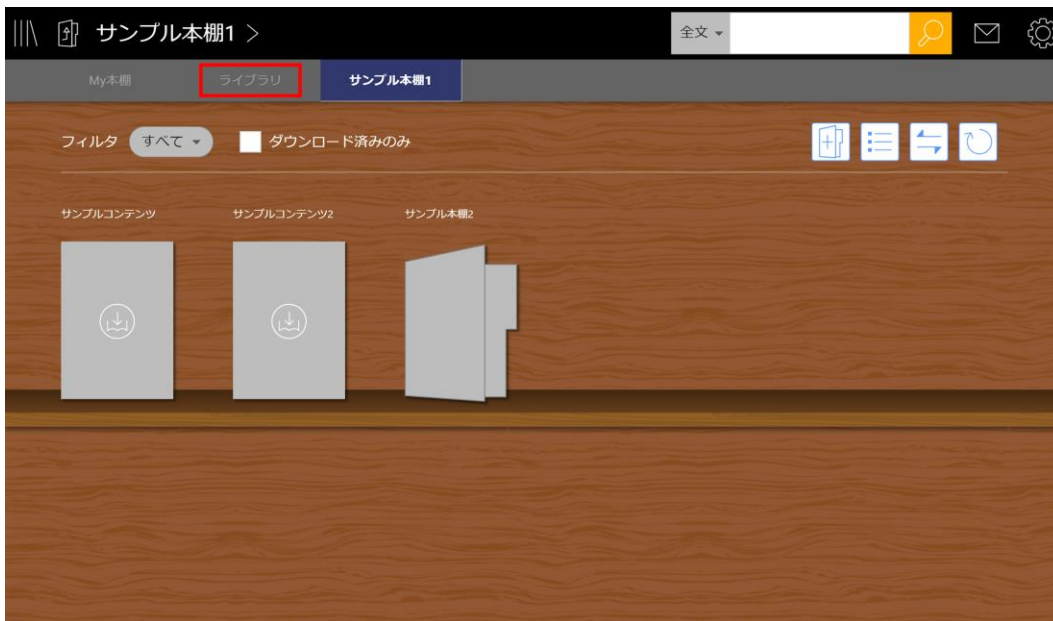 サンプル本棚1 >
全文
My本棚
ライブラリ
サンプル本棚1
フィルタ
すべて
ダウンロード済みのみ
サンプルコンテンツ
サンプルコンテンツ2
サンプル本棚2